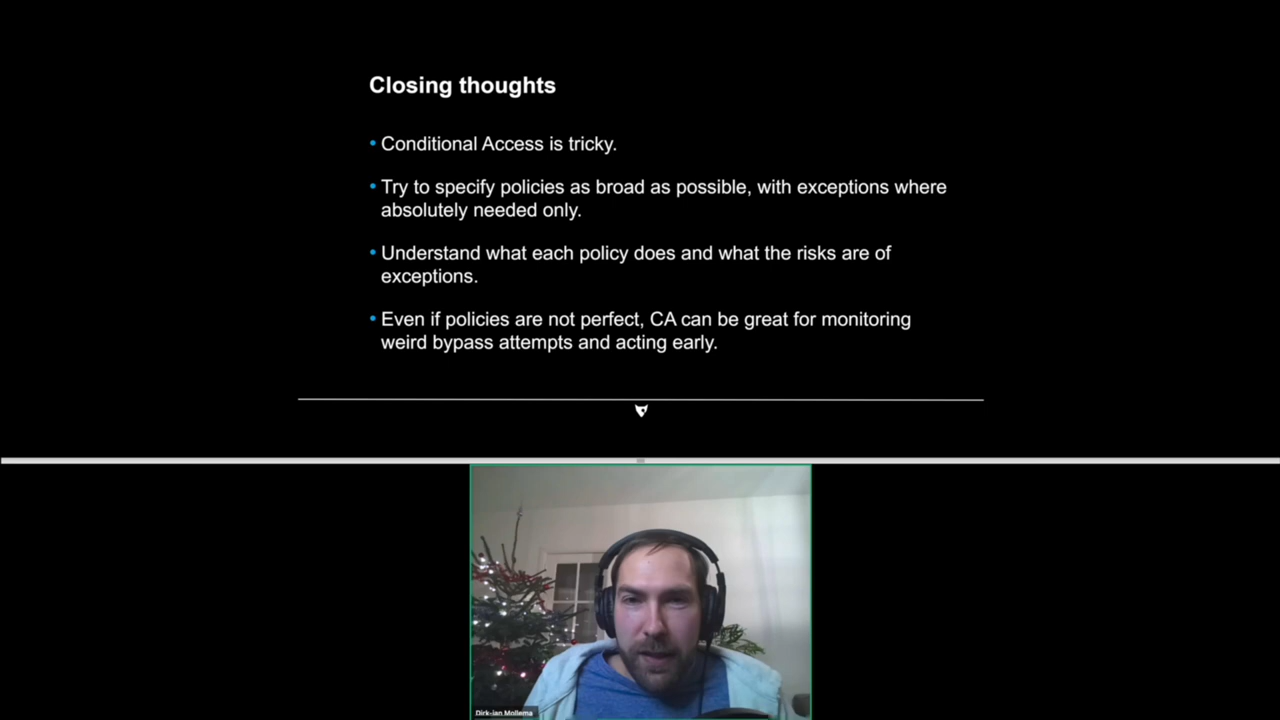 Closing thoughts
• Conditional Access is tricky.
• Try to specify policies as broad as possible, with exceptions where
absolutely needed only.
• Understand what each policy does and what the risks are of
exceptions.
• Even if policies are not perfect, CA can be great for monitoring
weird bypass attempts and acting early.
Dirk-jan Mollema